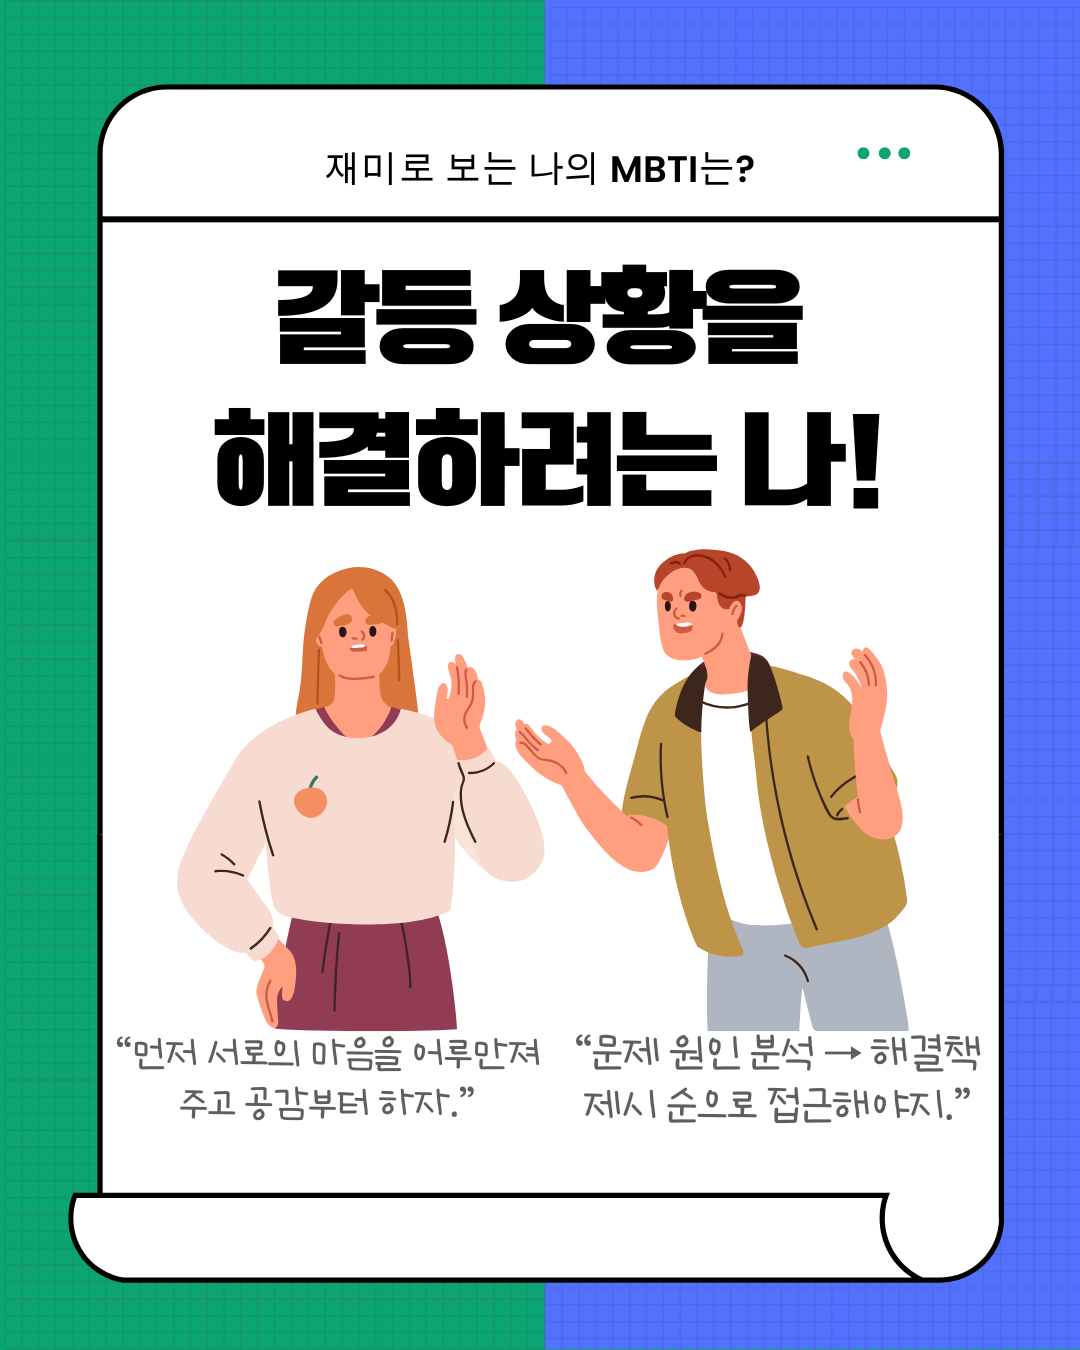 재미로 보는 나의 MBTI는?
갈등 상황을
해결하려는 나!
“먼저 서로의 마음을 어루만져
주고 공감부터 하자.”
“문제 원인 분석 → 해결책
제시 순으로 접근해야지.”